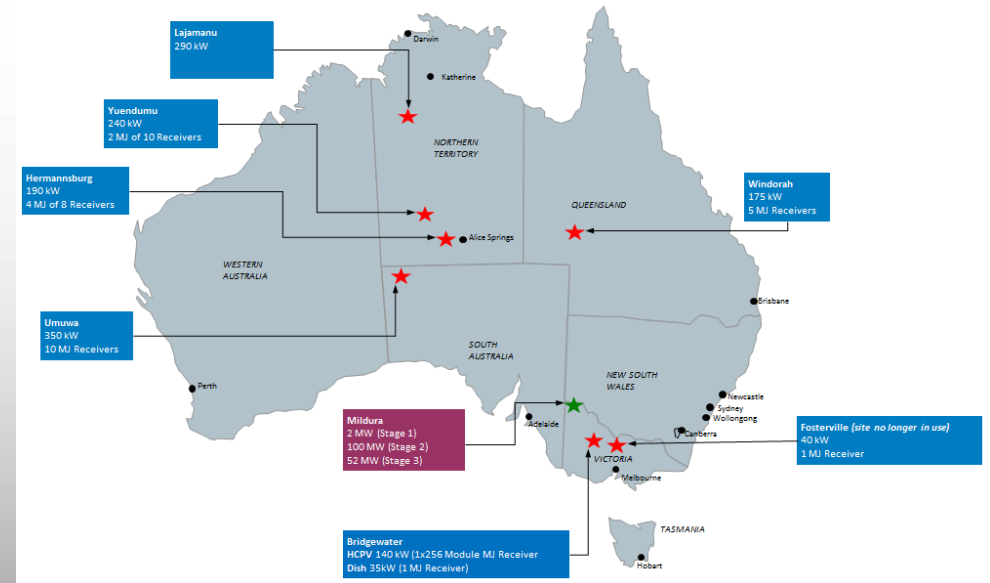 Lajamanu
290 kW
Darwin
Katherine
Yuendumu
240 kW
2 MJ of 10 Receivers
NORTHERN
TERRITORY
Hermannsburg
190 kW
4 MJ of 8 Receivers
Windorah
175 kW
5 MJ Receivers
QUEENSLAND
Alice Springs
WESTERN
AUSTRALIA
Brisbane
Umuwa
350 kW
10 MJ Receivers
SOUTH
AUSTRALIA
NEW SOUTH
WALES
Perth
Newcastle
Sydney
Wollongong
Mildura
2 MW (Stage 1)
100 MW (Stage 2)
52 MW (Stage 3)
Adelaide
Canberra
Fosterville (site no longer in use)
40 kW
1 MJ Receiver
VICTORIA
Melbourne
Bridgewater
HCPV 140 kW (1x256 Module MJ Receiver
Dish 35kW (1 MJ Receiver)
TASMANIA
Hobart